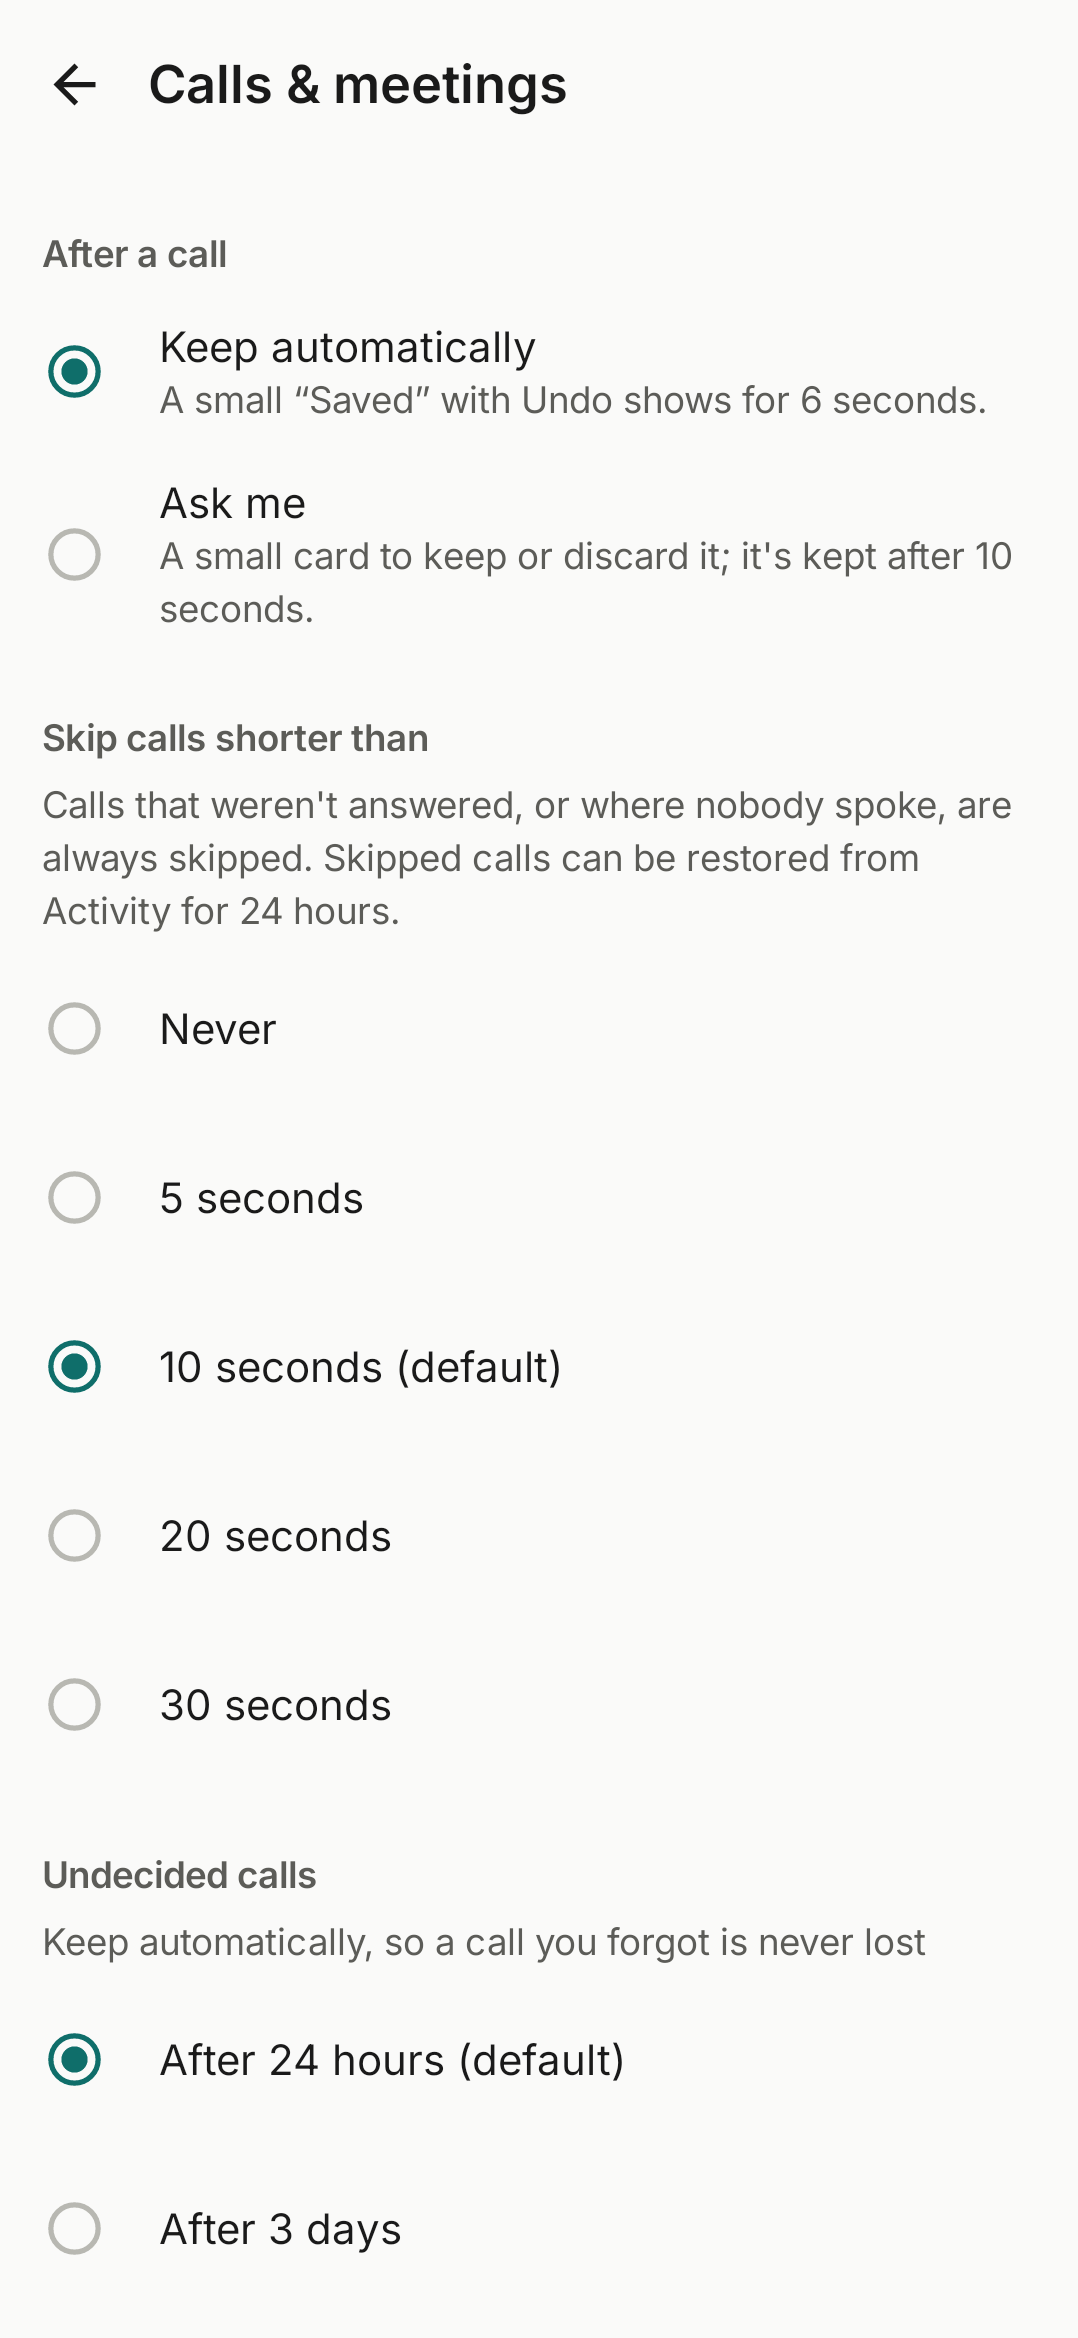 Calls & meetings
After a call
Keep automatically
A small “Saved” with Undo shows for 6 seconds.
Ask me
A small card to keep or discard it; it's kept after 10
seconds.
Skip calls shorter than
Calls that weren't answered, or where nobody spoke, are
always skipped. Skipped calls can be restored from
Activity for 24 hours.
Never
5 seconds
10 seconds (default)
20 seconds
30 seconds
Undecided calls
Keep automatically, so a call you forgot is never lost
After 24 hours (default)
After 3 days